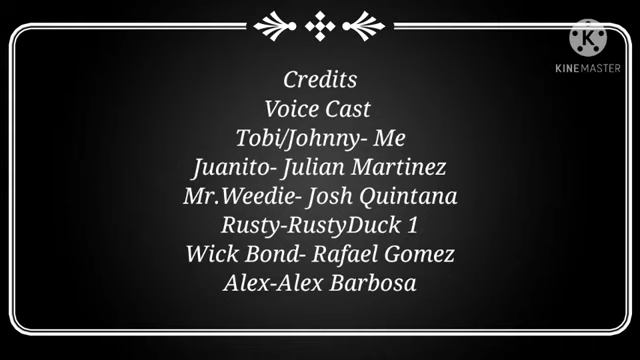 Credits
Voice Cast
Tobi/Johnny- Me
Juanito- Julian Martinez
Mr.Weedie- Josh Quintana
Rusty-RustyDuck 1
Wick Bond- Rafael Gomez
Alex-Alex Barbosa
K
KINEMASTER